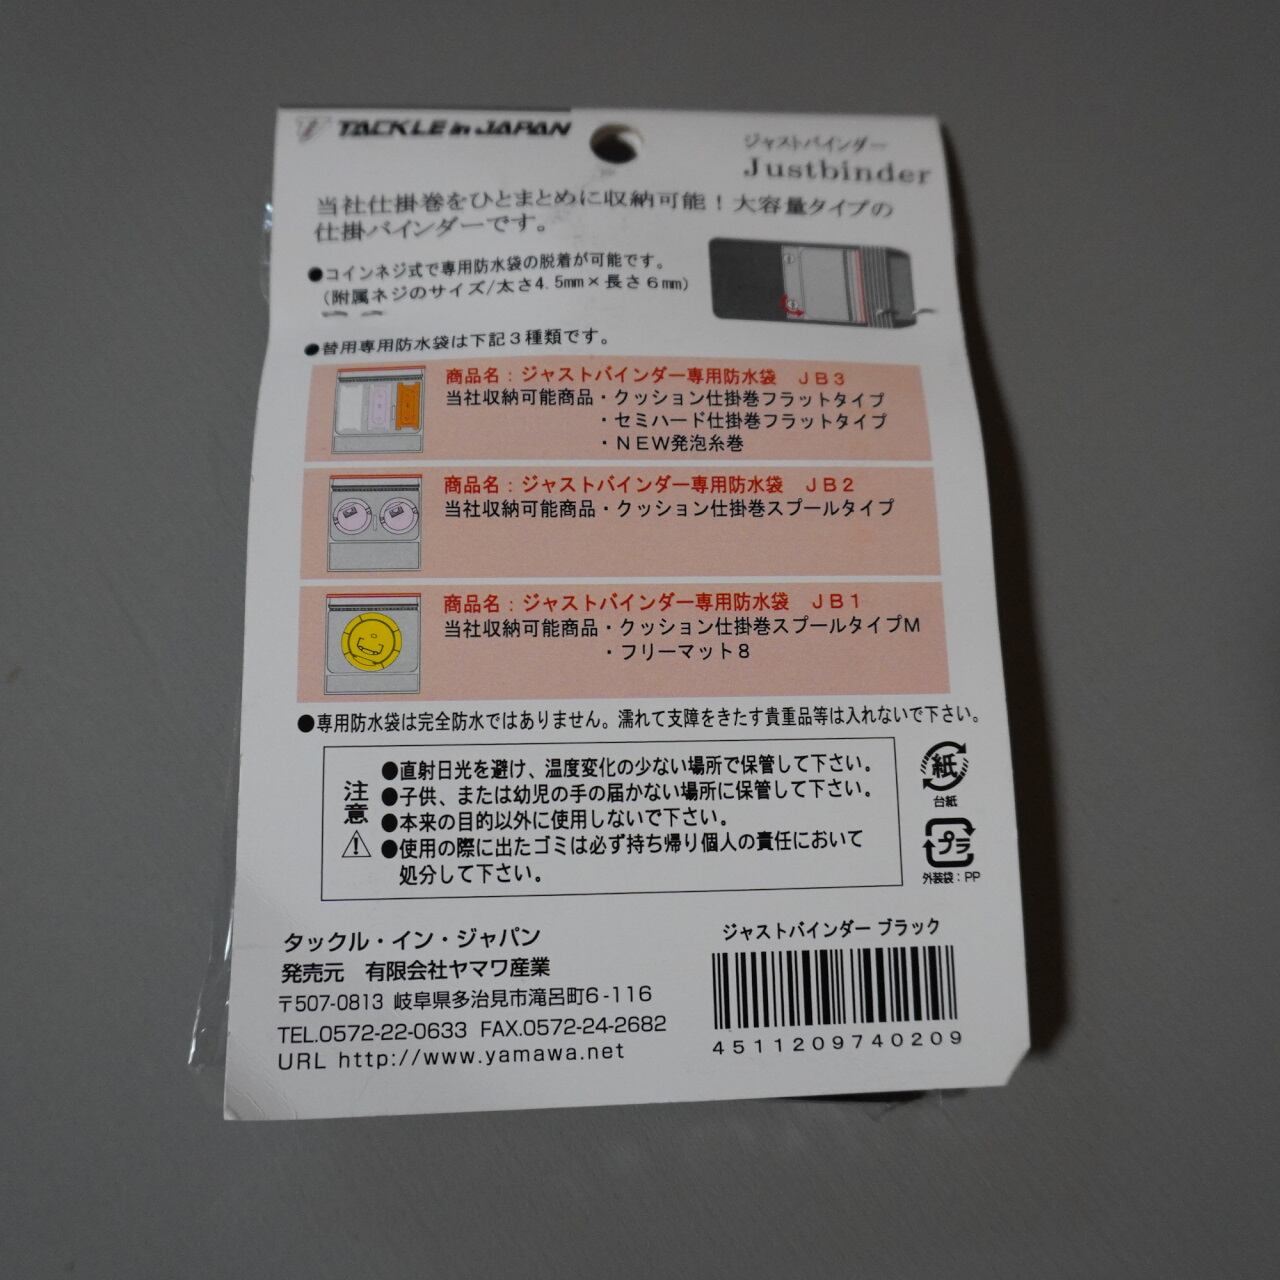 TACKLE in JAPAN
ジャストバインダー
Justbinder
当社仕掛巻をひとまとめに収納可能！大容量タイプの
仕掛バインダーです。
●コインネジ式で専用防水袋の脱着が可能です。
（附属ネジのサイズ/太さ4.5mm×長さ6mm）
●替用専用防水袋は下記3種類です。
商品名：ジャストバインダー専用防水袋　JB3
当社収納可能商品・クッション仕掛巻フラットタイプ
・セミハード仕掛巻フラットタイプ
・NEW発泡糸巻
商品名：ジャストバインダー専用防水袋　JB2
当社収納可能商品・クッション仕掛巻スプールタイプ
商品名：ジャストバインダー専用防水袋　JB1
当社収納可能商品・クッション仕掛巻スプールタイプM
・フリーマット8
●専用防水袋は完全防水ではありません。濡れて支障をきたす貴重品等は入れないで下さい。
注意
●直射日光を避け、温度変化の少ない場所で保管して下さい。
●子供、または幼児の手の届かない場所に保管して下さい。
●本来の目的以外に使用しないで下さい。
●使用の際に出たゴミは必ず持ち帰り個人の責任において
処分して下さい。
紙
台紙
プラ
外装袋：PP
タックル・イン・ジャパン
発売元　有限会社ヤマワ産業
〒507-0813 岐阜県多治見市滝呂町6-116
TEL.0572-22-0633 FAX.0572-24-2682
URL http://www.yamawa.net
ジャストバインダー ブラック
4511209740209